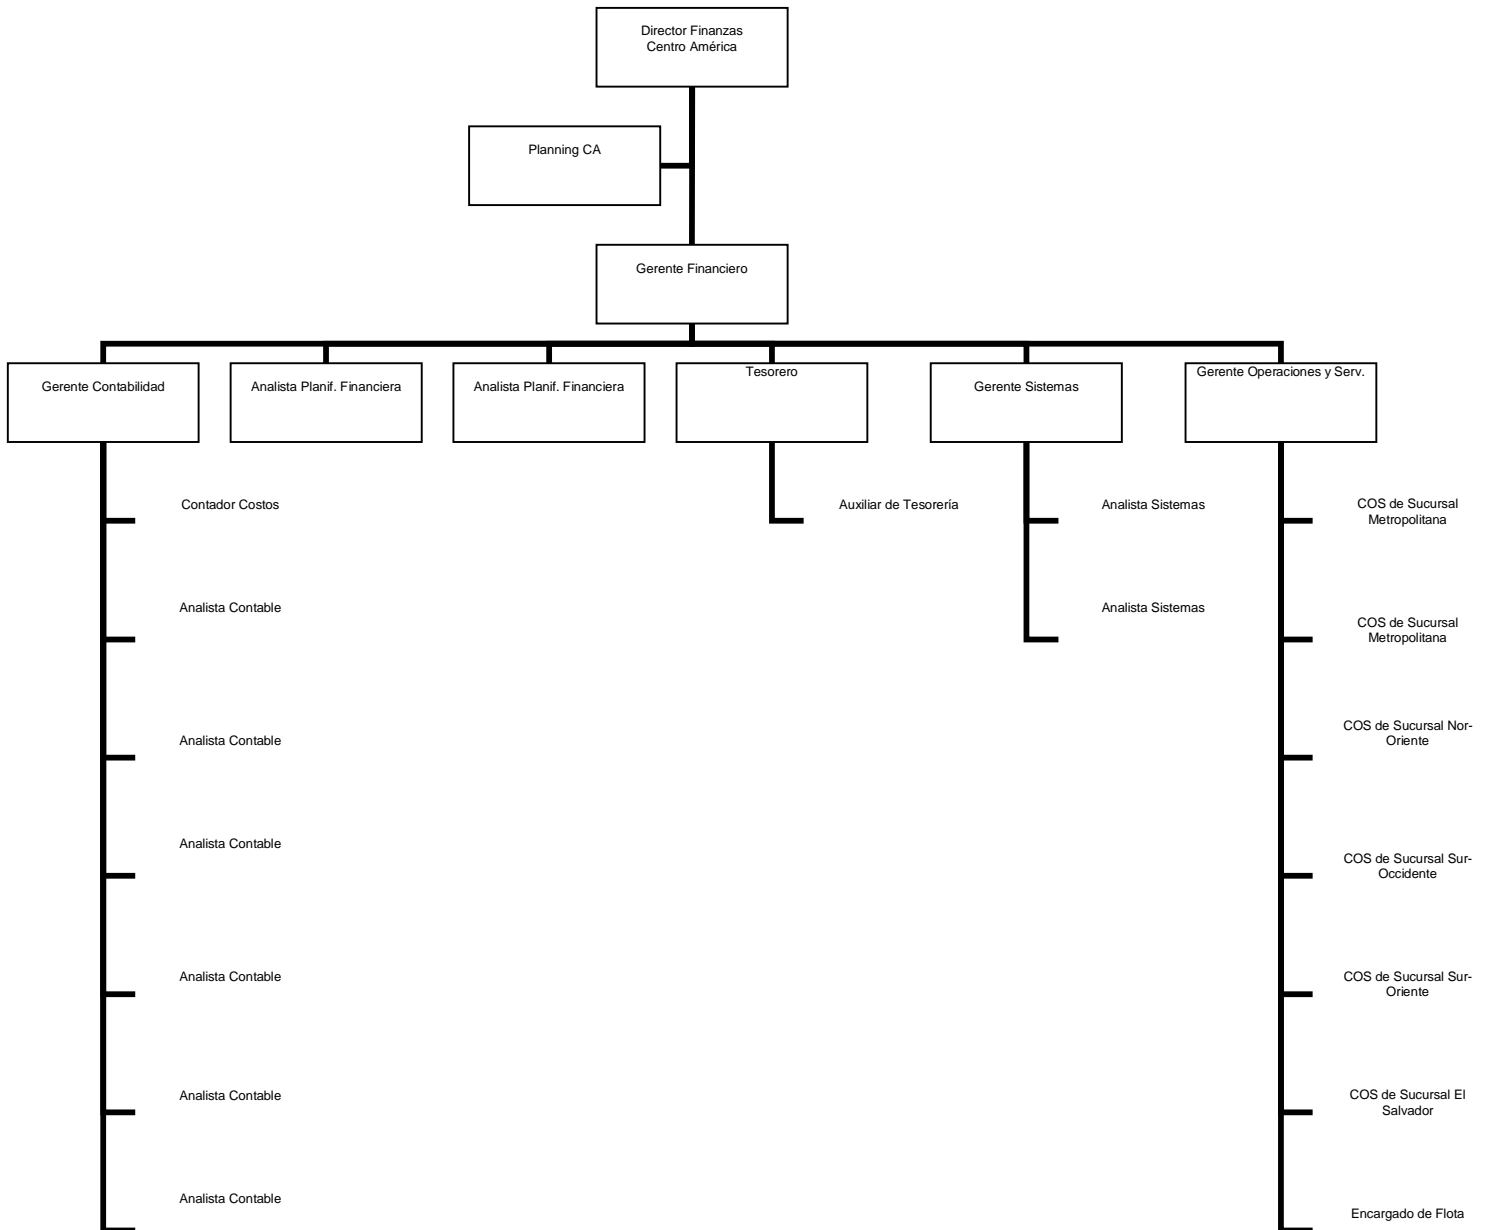 Director Finanzas
Centro América
Planning CA
Gerente Financiero
Gerente Contabilidad
Analista Planif. Financiera
Analista Planif. Financiera
Tesorero
Gerente Sistemas
Gerente Operaciones y Serv.
Contador Costos
Auxiliar de Tesorería
Analista Sistemas
COS de Sucursal
Metropolitana
Analista Contable
Analista Sistemas
COS de Sucursal
Metropolitana
Analista Contable
COS de Sucursal Nor-
Oriente
Analista Contable
COS de Sucursal Sur-
Occidente
Analista Contable
COS de Sucursal Sur-
Oriente
Analista Contable
COS de Sucursal El
Salvador
Analista Contable
Encargado de Flota